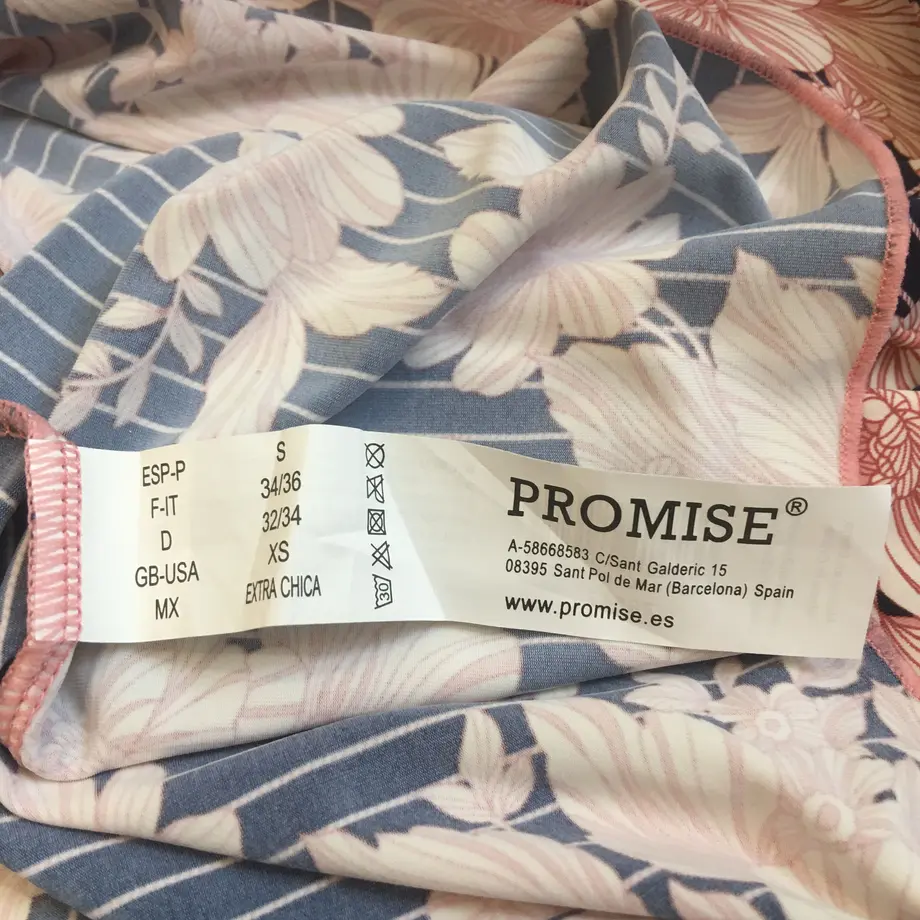 ESP-P S
F-IT 34/36
D 32/34
GB-USA XS
MX EXTRA CHICA
30
PROMISE®
A-58668583 C/Sant Galderic 15
08395 Sant Pol de Mar (Barcelona) Spain
www.promise.es